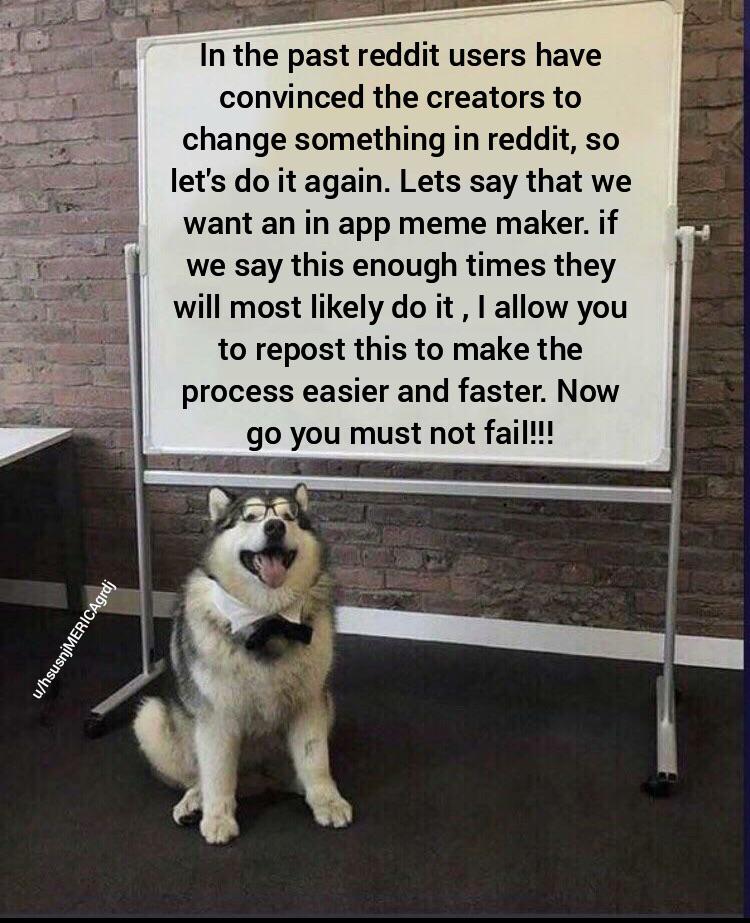 In the past reddit users have
convinced the creators to
change something in reddit, so
let's do it again. Lets say that we
want an in app meme maker. if
we say this enough times they
will most likely do it , I allow you
to repost this to make the
process easier and faster. Now
go you must not fail!!!
u/hsusnjMERICAgrdj